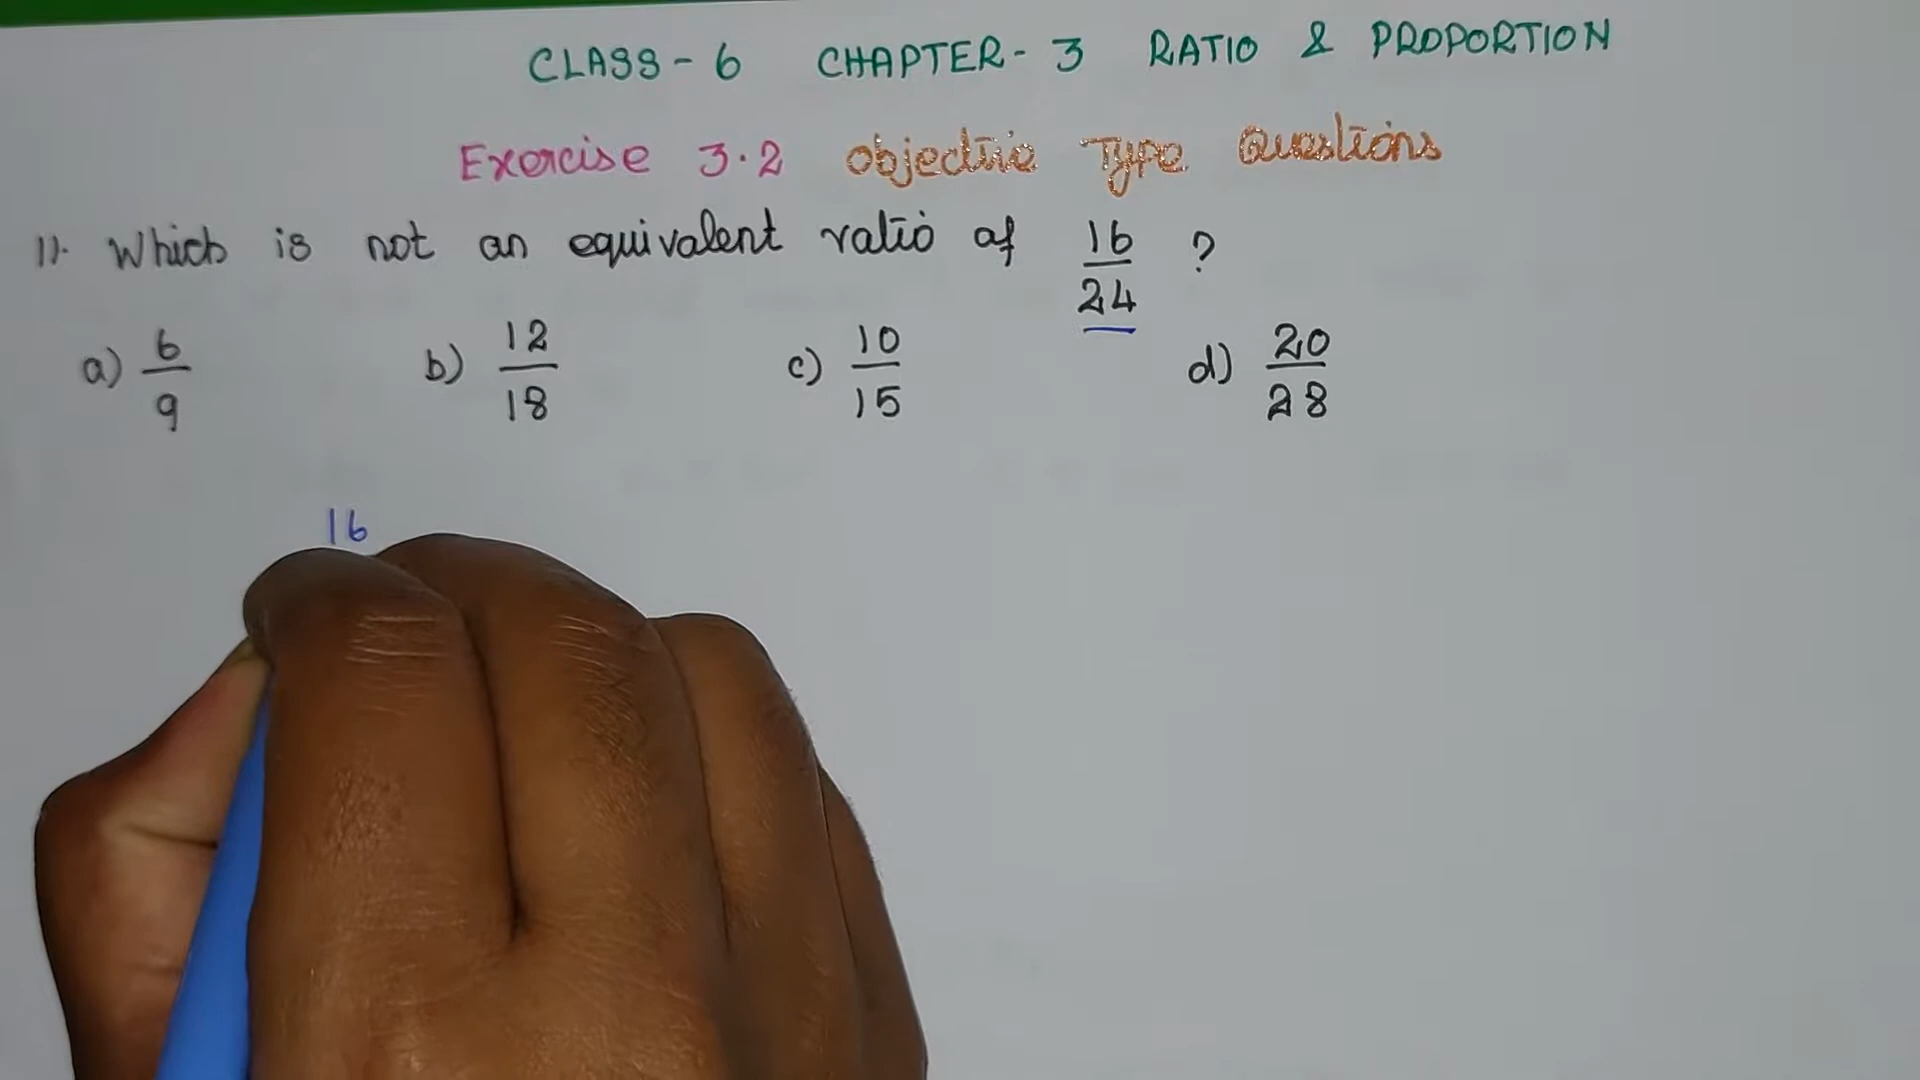 CLASS - 6 CHAPTER - 3 RATIO & PROPORTION
Exercise 3.2 Objective Type Questions
11. Which is not an equivalent ratio of 16/24 ?
a) 6/9 b) 12/18 c) 10/15 d) 20/28
16